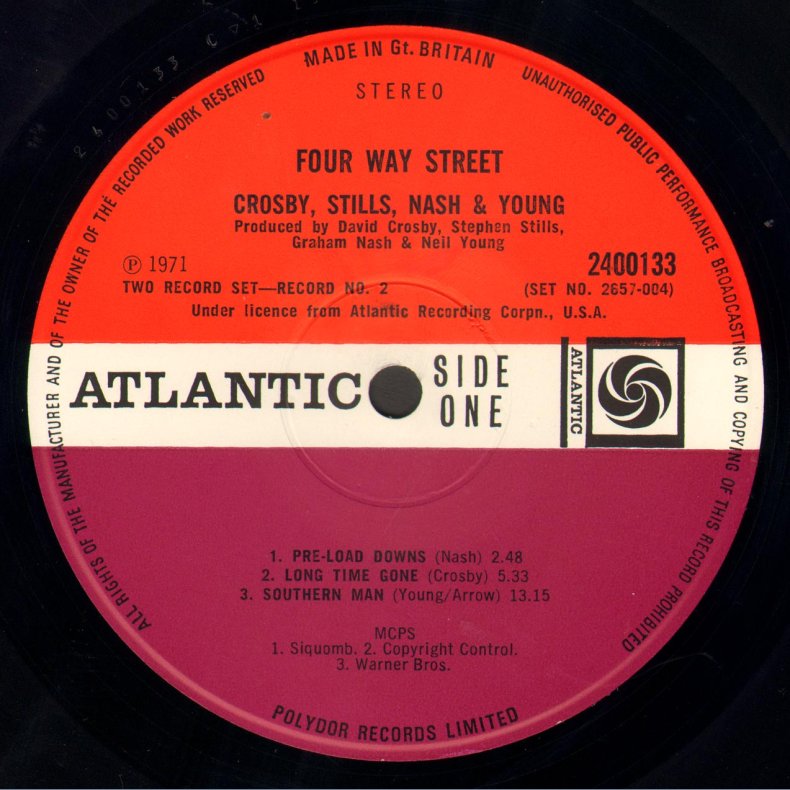 2400133 C
MADE IN Gt. BRITAIN
ALL RIGHTS OF THE MANUFACTURER AND OF THE OWNER OF THE RECORDED WORK RESERVED
UNAUTHORISED PUBLIC PERFORMANCE BROADCASTING AND COPYING OF THIS RECORD PROHIBITED
STEREO
FOUR WAY STREET
CROSBY, STILLS, NASH & YOUNG
Produced by David Crosby, Stephen Stills,
Graham Nash & Neil Young
Ⓟ 1971
2400133
TWO RECORD SET—RECORD NO. 2
(SET NO. 2657-004)
Under licence from Atlantic Recording Corpn., U.S.A.
ATLANTIC
SIDE
ONE
ATLANTIC
1. PRE-LOAD DOWNS (Nash) 2.48
2. LONG TIME GONE (Crosby) 5.33
3. SOUTHERN MAN (Young/Arrow) 13.15
MCPS
1. Siquomb. 2. Copyright Control.
3. Warner Bros.
POLYDOR RECORDS LIMITED